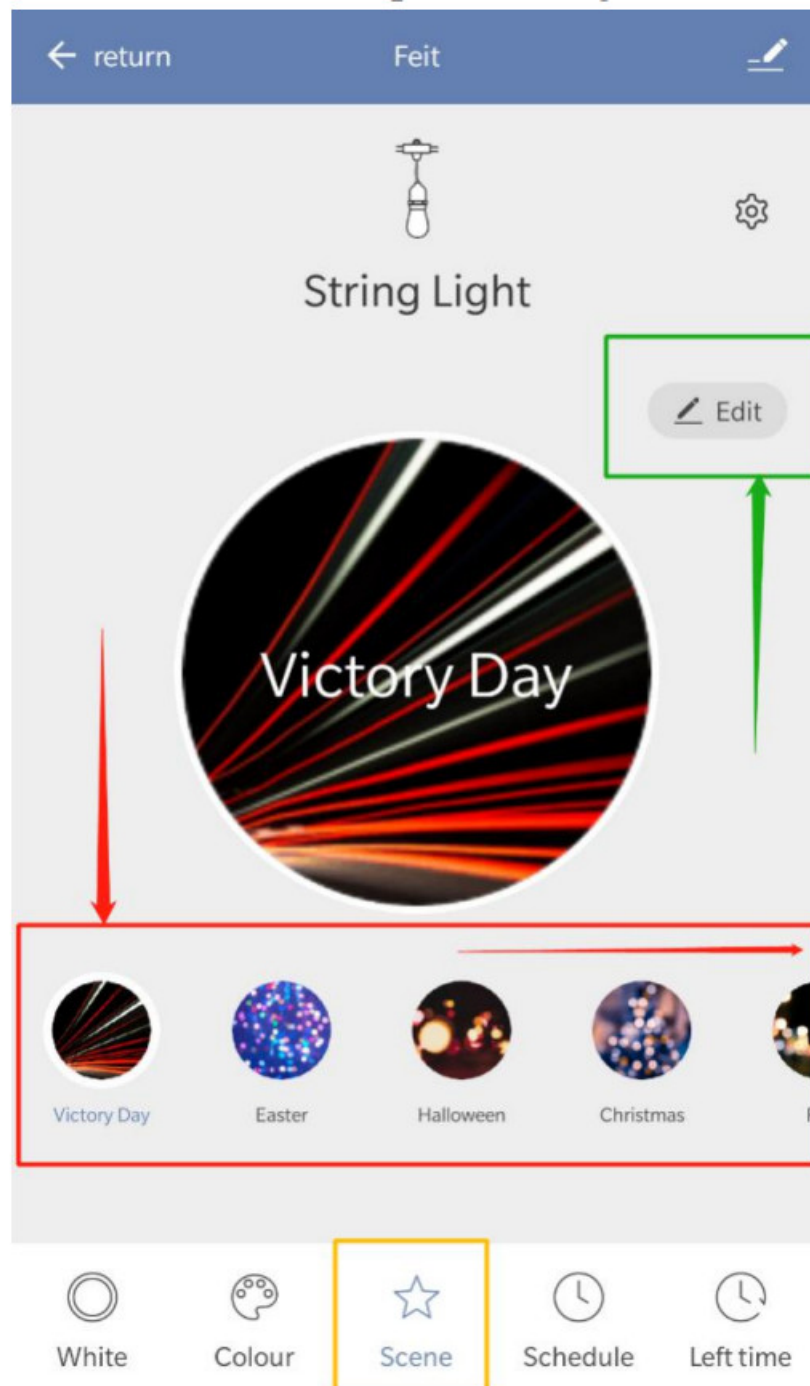 return Feit
String Light
Edit
Victory Day
Victory Day Easter Halloween Christmas
White Colour Scene Schedule Left time